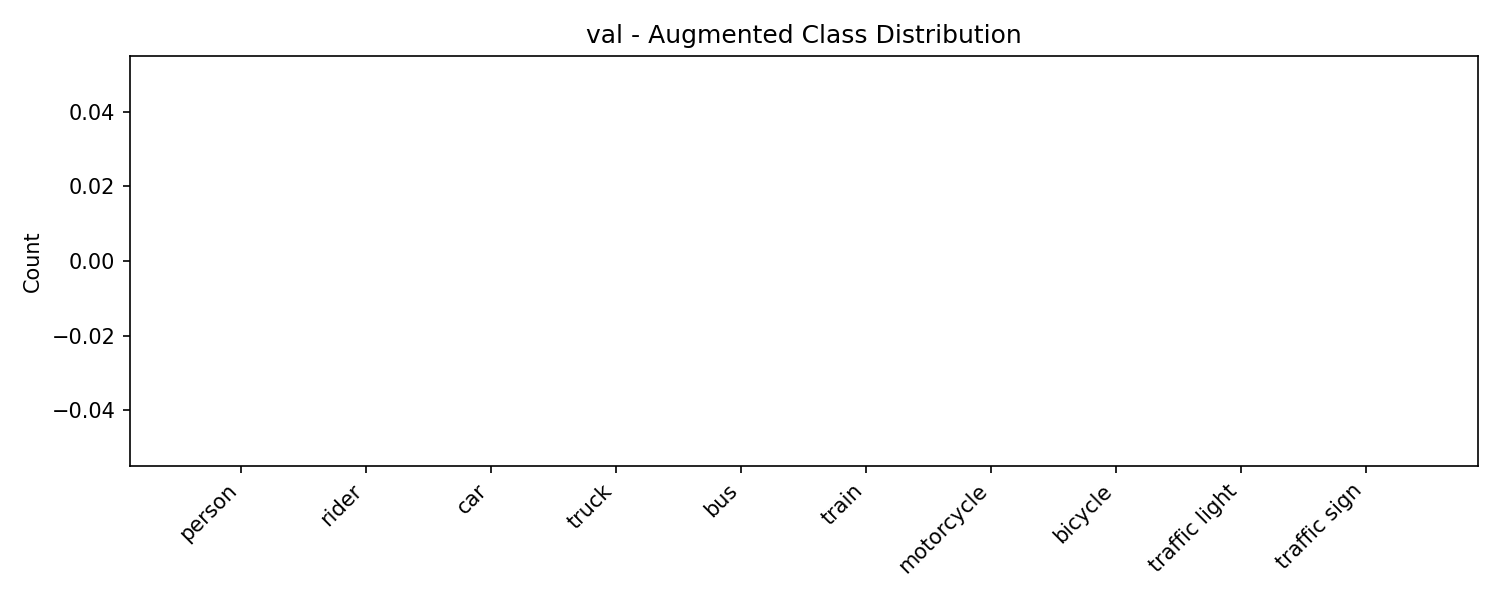 val - Augmented Class Distribution
Count
0.04
0.02
0.00
−0.02
−0.04
person
rider
car
truck
bus
train
motorcycle
bicycle
traffic light
traffic sign